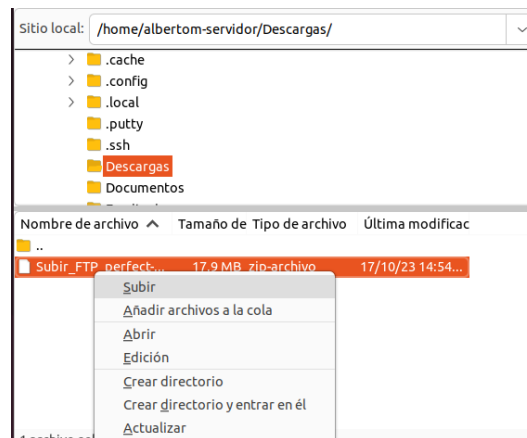 Sitio local: /home/albertom-servidor/Descargas/
.cache
.config
.local
.putty
.ssh
Descargas
Documentos
Nombre de archivo Tamaño de Tipo de archivo Última modificac
..
Subir_FTP_perfect-... 17.9 MB zip-archivo 17/10/23 14:54...
Subir
Añadir archivos a la cola
Abrir
Edición
Crear directorio
Crear directorio y entrar en él
Actualizar